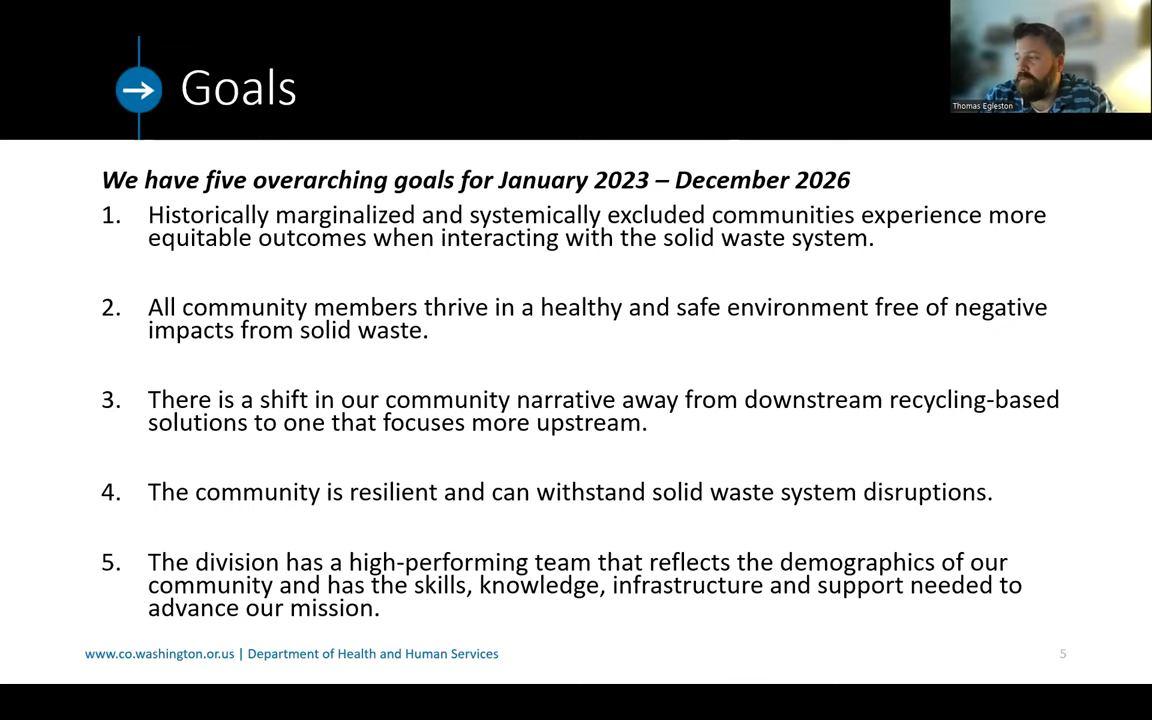 Goals
Thomas Egleston
We have five overarching goals for January 2023 – December 2026
1. Historically marginalized and systemically excluded communities experience more
equitable outcomes when interacting with the solid waste system.
2. All community members thrive in a healthy and safe environment free of negative
impacts from solid waste.
3. There is a shift in our community narrative away from downstream recycling-based
solutions to one that focuses more upstream.
4. The community is resilient and can withstand solid waste system disruptions.
5. The division has a high-performing team that reflects the demographics of our
community and has the skills, knowledge, infrastructure and support needed to
advance our mission.
www.co.washington.or.us | Department of Health and Human Services
5